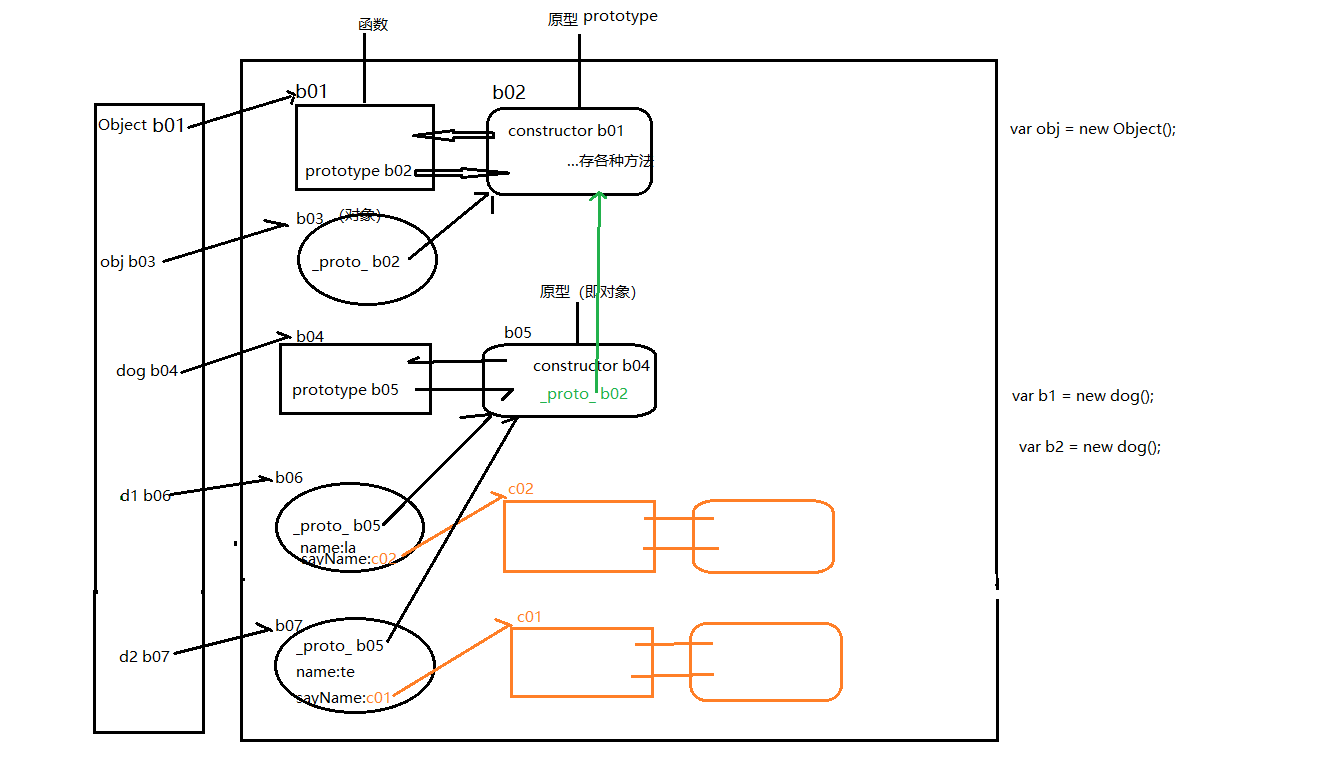 函数
原型 prototype
b01
b02
Object b01
constructor b01
...存各种方法
prototype b02
var obj = new Object();
b03 （对象）
obj b03
_proto_ b02
原型（即对象）
b04
b05
dog b04
constructor b04
prototype b05
_proto_ b02
var b1 = new dog();
var b2 = new dog();
b06
c02
d1 b06
_proto_ b05
name:la
sayName:c02
b07
c01
d2 b07
_proto_ b05
name:te
sayName:c01